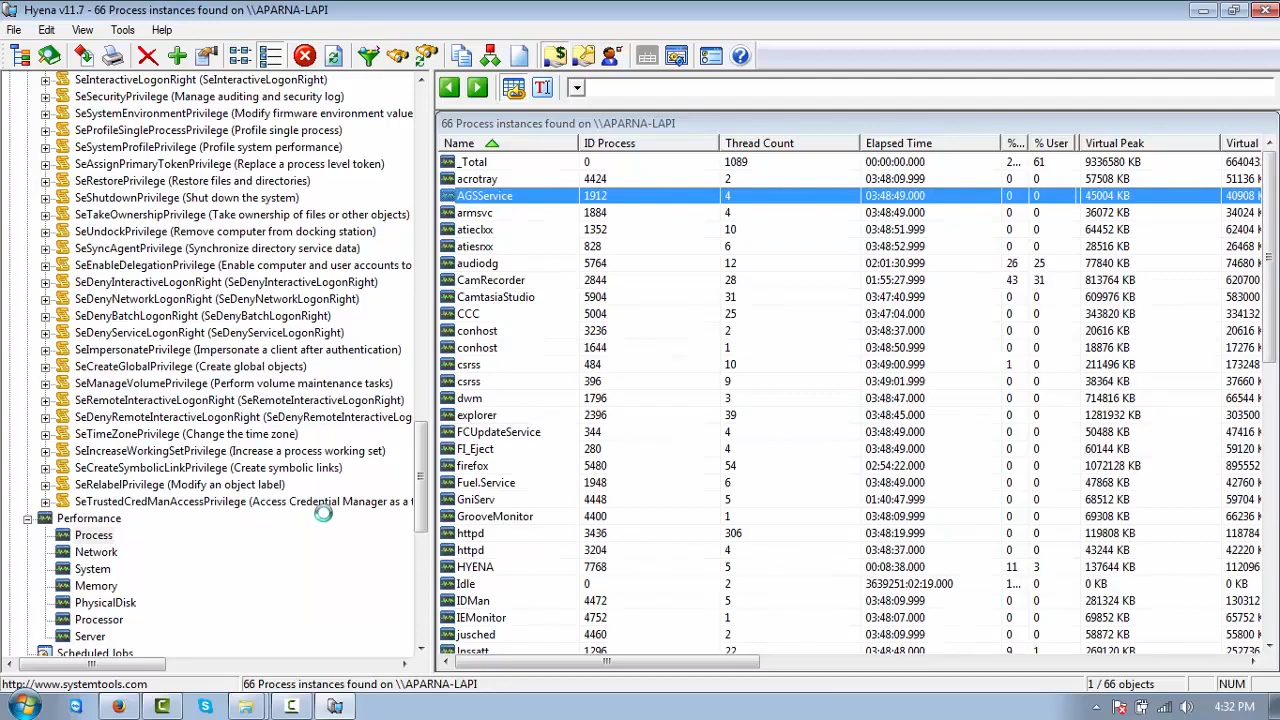 Hyena v11.7 - 66 Process instances found on \\APARNA-LAPI
File Edit View Tools Help
SeInteractiveLogonRight (SeInteractiveLogonRight)
SeSecurityPrivilege (Manage auditing and security log)
SeSystemEnvironmentPrivilege (Modify firmware environment value
SeProfileSingleProcessPrivilege (Profile single process)
SeSystemProfilePrivilege (Profile system performance)
SeAssignPrimaryTokenPrivilege (Replace a process level token)
SeRestorePrivilege (Restore files and directories)
SeShutdownPrivilege (Shut down the system)
SeTakeOwnershipPrivilege (Take ownership of files or other objects)
SeUndockPrivilege (Remove computer from docking station)
SeSyncAgentPrivilege (Synchronize directory service data)
SeEnableDelegationPrivilege (Enable computer and user accounts to
SeDenyInteractiveLogonRight (SeDenyInteractiveLogonRight)
SeDenyNetworkLogonRight (SeDenyNetworkLogonRight)
SeDenyBatchLogonRight (SeDenyBatchLogonRight)
SeDenyServiceLogonRight (SeDenyServiceLogonRight)
SeImpersonatePrivilege (Impersonate a client after authentication)
SeCreateGlobalPrivilege (Create global objects)
SeManageVolumePrivilege (Perform volume maintenance tasks)
SeRemoteInteractiveLogonRight (SeRemoteInteractiveLogonRight)
SeDenyRemoteInteractiveLogonRight (SeDenyRemoteInteractiveLog
SeTimeZonePrivilege (Change the time zone)
SeIncreaseWorkingSetPrivilege (Increase a process working set)
SeCreateSymbolicLinkPrivilege (Create symbolic links)
SeRelabelPrivilege (Modify an object label)
SeTrustedCredManAccessPrivilege (Access Credential Manager as a t
Performance
Process
Network
System
Memory
PhysicalDisk
Processor
Server
Scheduled Jobs
66 Process instances found on \\APARNA-LAPI
Name ID Process Thread Count Elapsed Time %... % User Virtual Peak Virtual
_Total 0 1089 00:00:00.000 2... 61 9336580 KB 664043
acrotray 4424 2 03:48:09.999 0 0 57508 KB 51136
AGSService 1912 4 03:48:49.000 0 0 45004 KB 40908
armsvc 1884 4 03:48:49.999 0 0 36072 KB 34024
atieclxx 1352 10 03:48:51.999 0 0 64452 KB 62404
atiesrxx 828 6 03:48:52.999 0 0 28516 KB 26468
audiodg 5764 12 02:01:30.999 26 25 77840 KB 74680
CamRecorder 2844 28 01:55:27.999 43 31 813764 KB 620700
CamtasiaStudio 5904 31 03:47:40.999 0 0 609976 KB 583000
CCC 5004 25 03:47:04.000 0 0 343820 KB 334132
conhost 3236 2 03:48:37.000 0 0 20616 KB 20616
conhost 1644 1 03:48:50.999 0 0 18876 KB 17276
csrss 484 10 03:49:00.999 1 0 211496 KB 173248
csrss 396 9 03:49:01.999 0 0 38364 KB 37660
dwm 1796 3 03:48:45.999 0 0 714816 KB 66544
explorer 2396 39 03:48:45.000 0 0 1281932 KB 303500
FCUpdateService 344 4 03:48:49.000 0 0 50488 KB 47416
FI_Eject 280 4 03:48:09.999 0 0 69940 KB 66868
firefox 5480 54 02:54:22.000 0 0 1072128 KB 895552
Fuel.Service 1968 4 03:48:49.000 0 0 47868 KB 42760
GniServ 4448 5 01:40:47.999 0 0 68512 KB 63392
GrooveMonitor 4400 1 03:48:09.999 0 0 69308 KB 66236
httpd 3436 306 03:48:36.999 0 0 119808 KB 118784
httpd 3204 4 03:48:37.000 0 0 43244 KB 42220
HYENA 7768 5 00:08:38.000 11 3 137644 KB 112096
Idle 0 2 3639251:02:19.000 1... 0 0 KB 0 KB
IDMan 4472 5 03:48:09.999 0 0 281324 KB 130312
IEMonitor 4752 1 03:48:07.000 0 0 69852 KB 65752
jusched 4460 2 03:48:09.999 0 0 58872 KB 55800
1296 22 03:48:48.000 9 1 269120 KB 252736
http://www.systemtools.com 66 Process instances found on \\APARNA-LAPI 1 / 66 objects NUM
4:32 PM